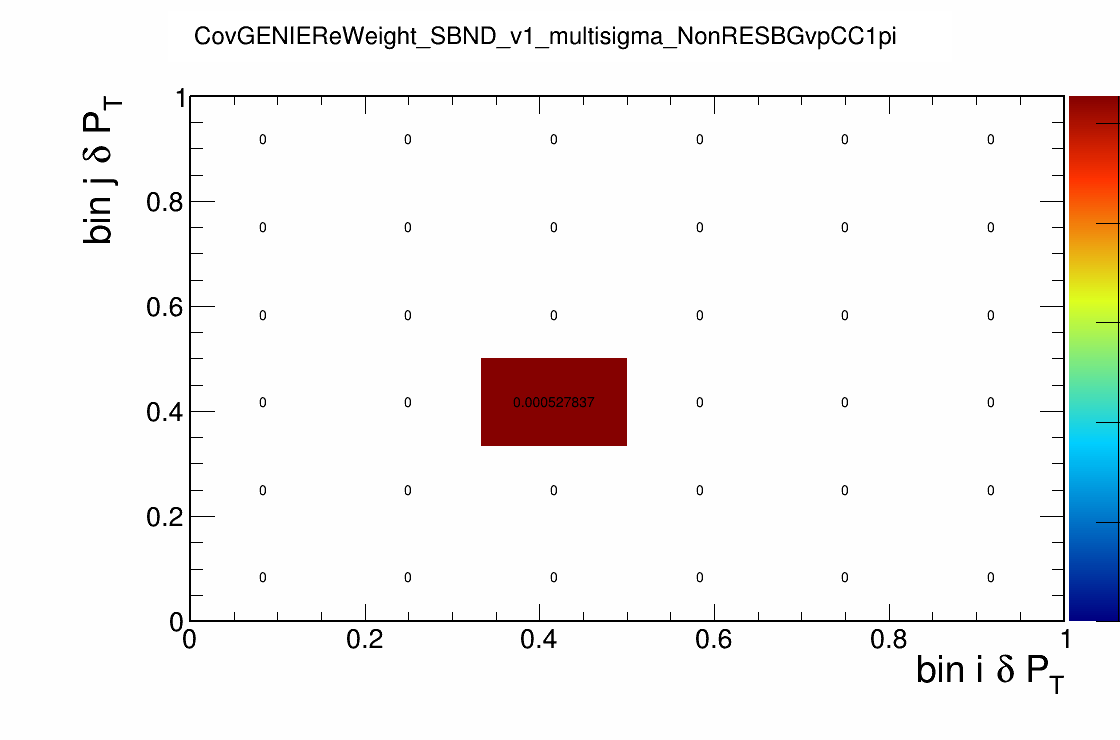 CovGENIEReWeight_SBND_v1_multisigma_NonRESBGvpCC1pi
bin j δ P_T
1
0 0 0 0 0 0
0.8
0 0 0 0 0 0
0.6
0 0 0 0 0 0
0.4
0 0 0.000527837 0 0 0
0 0 0 0 0 0
0.2
0 0 0 0 0 0
0
0 0.2 0.4 0.6 0.8 1
bin i δ P_T